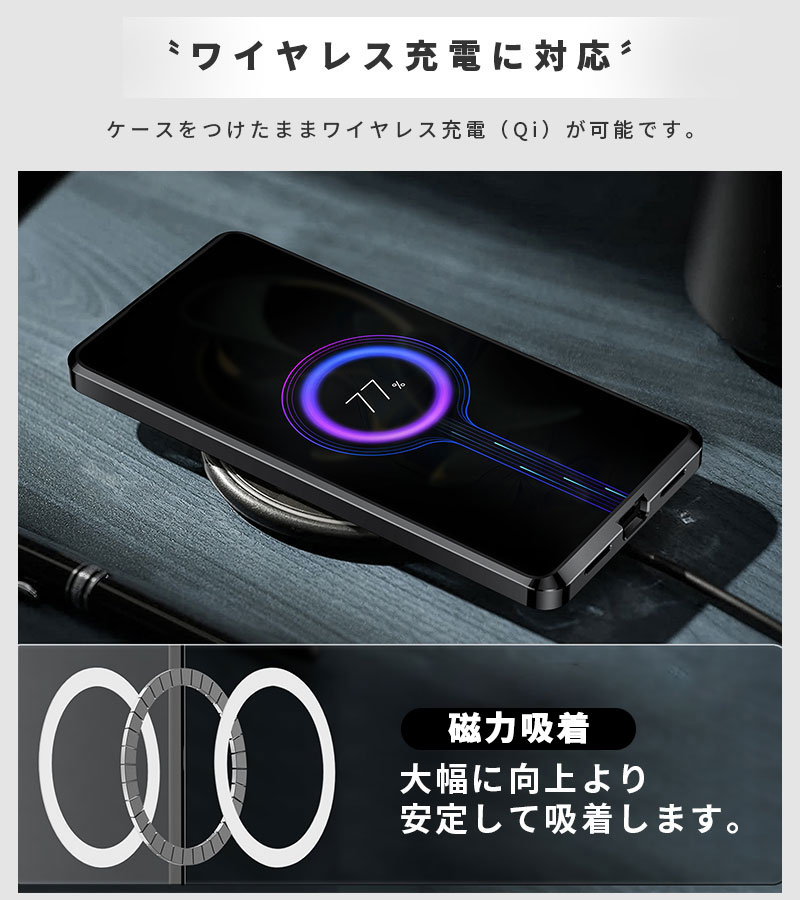 〝ワイヤレス充電に対応〞
ケースをつけたままワイヤレス充電（Qi）が可能です。
77%
磁力吸着
大幅に向上より
安定して吸着します。